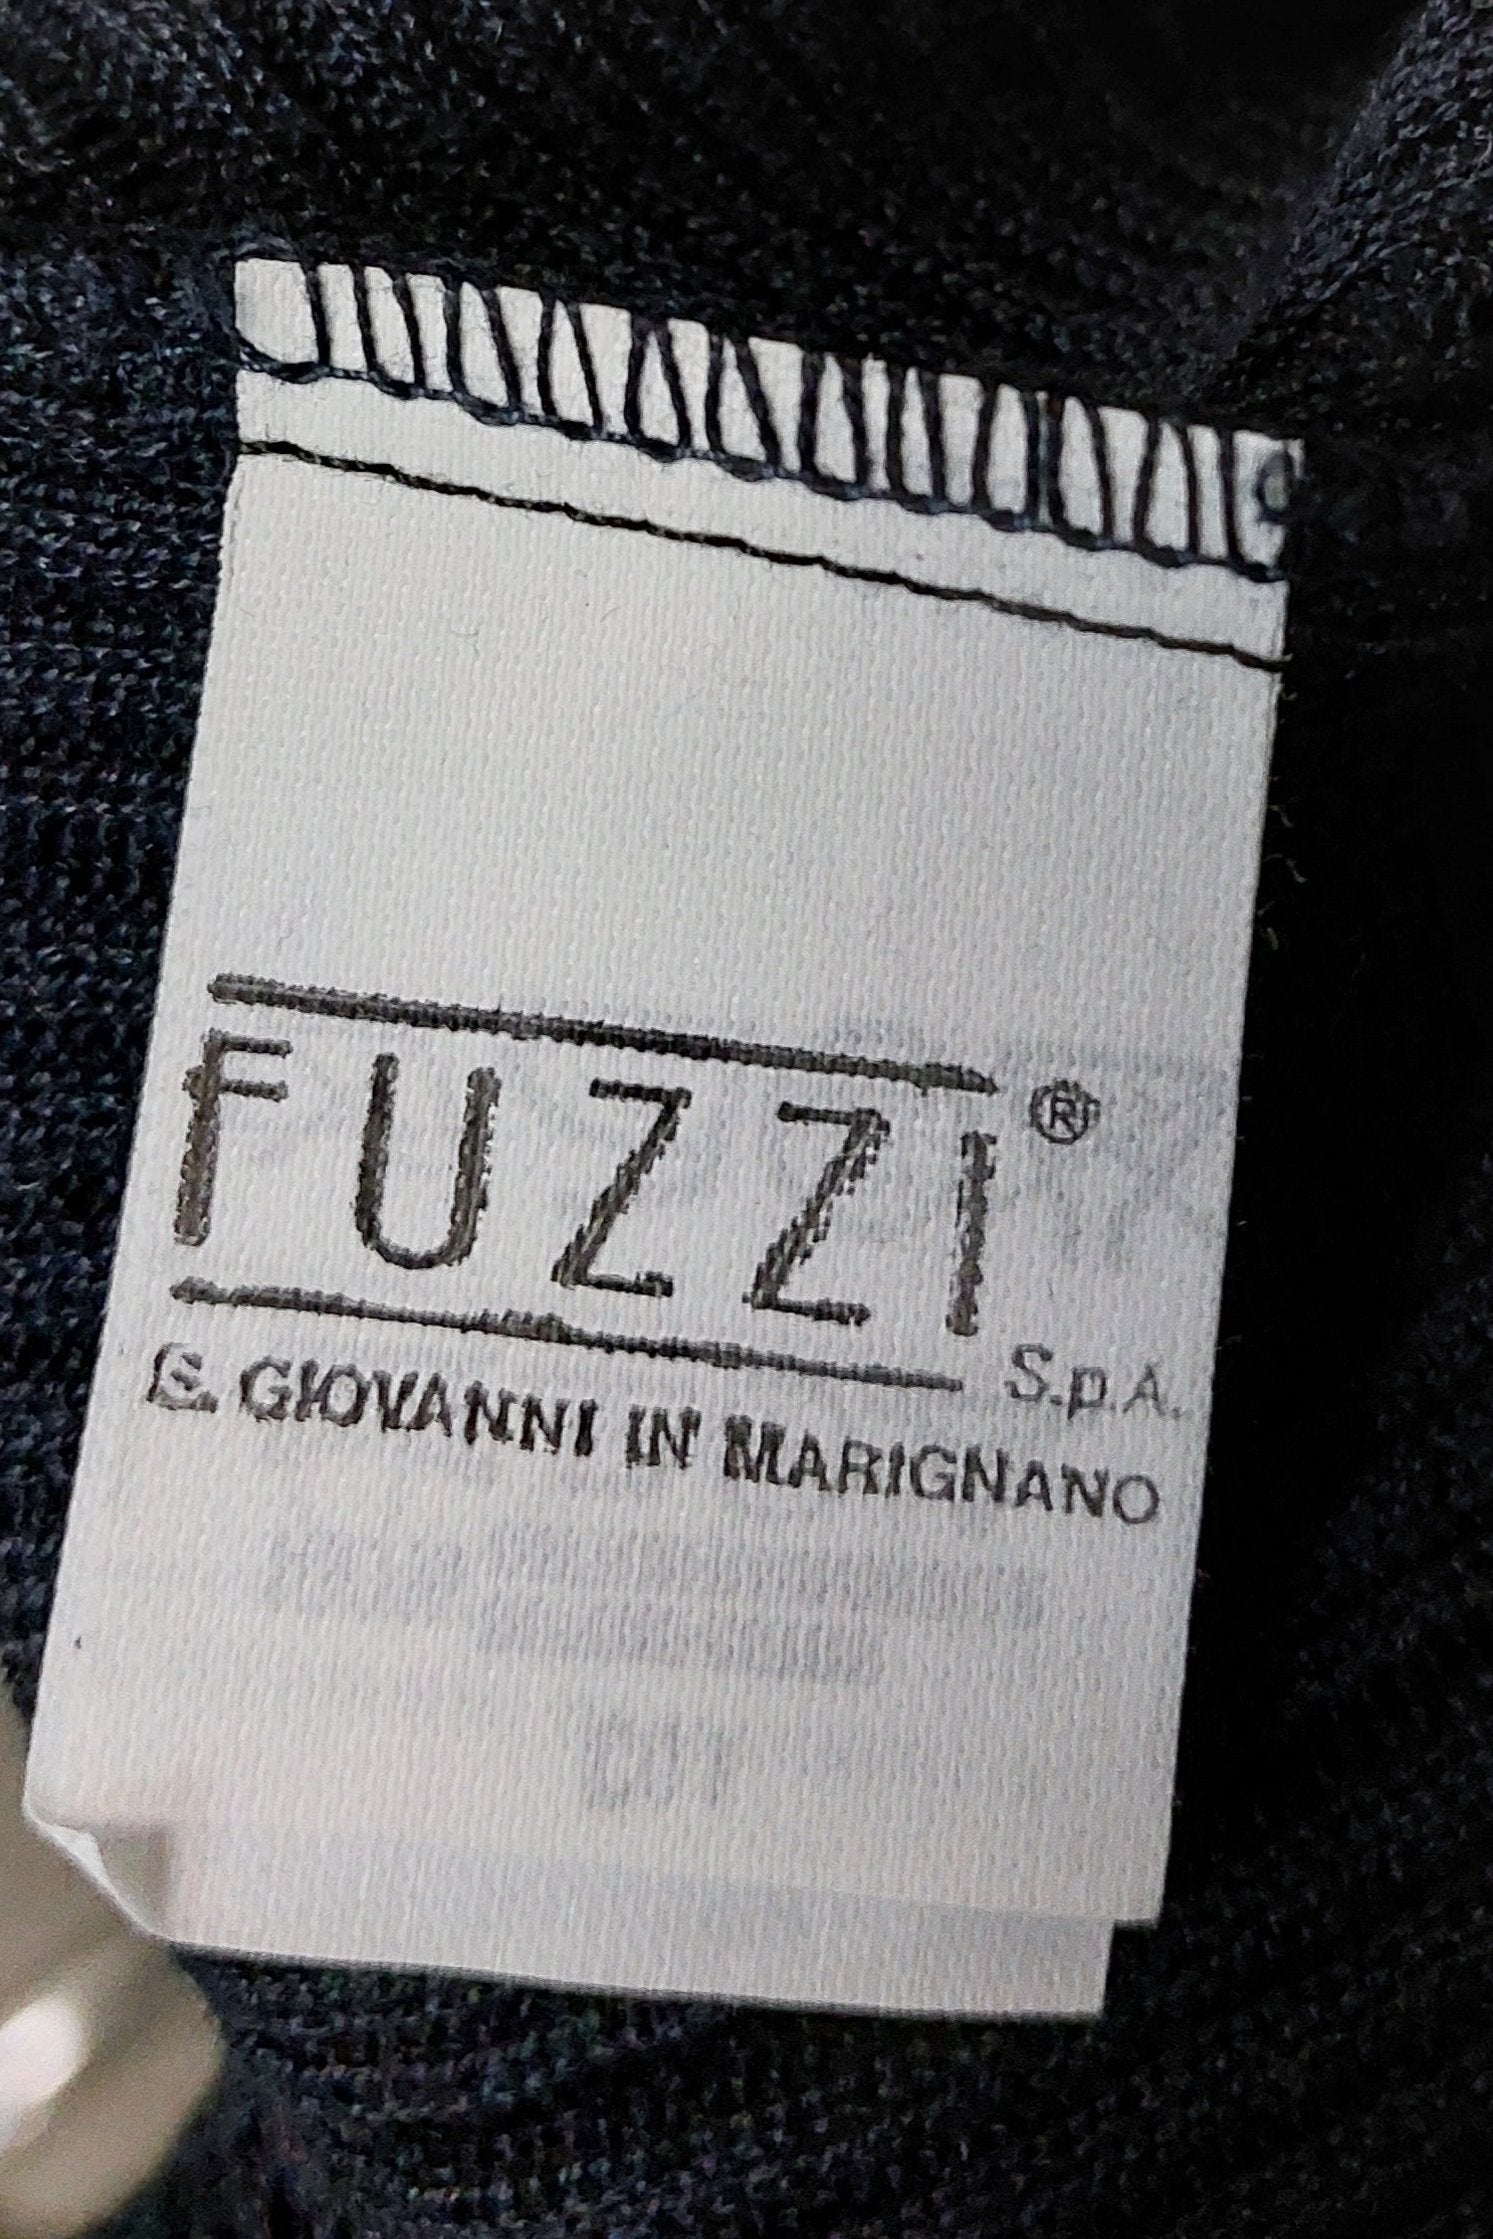 FUZZI®
S.p.A.
S. GIOVANNI IN MARIGNANO